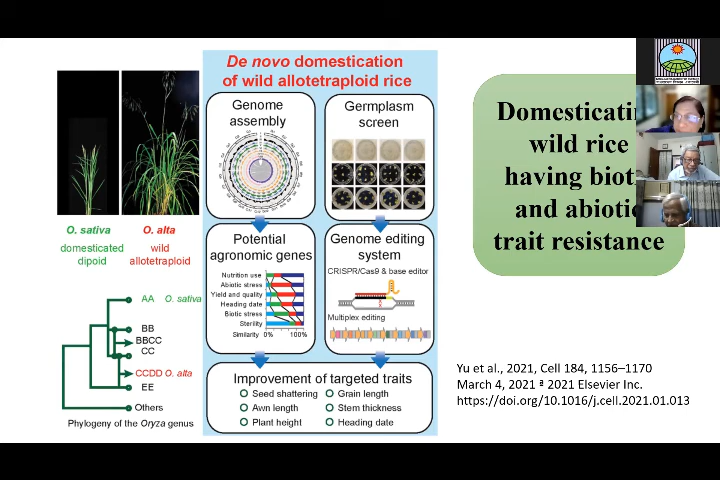 De novo domestication
of wild allotetraploid rice
Genome
assembly
Germplasm
screen
O. sativa
domesticated
dipoid
O. alta
wild
allotetraploid
Potential
agronomic genes
Nutrition use
Abiotic stress
Yield and quality
Heading date
Biotic stress
Sterility
Similarity 0% 100%
Genome editing
system
CRISPR/Cas9 & base editor
Multiplex editing
AA O. sativa
BB
BBCC
CC
CCDD O. alta
EE
Others
Phylogeny of the Oryza genus
Improvement of targeted traits
Seed shattering
Awn length
Plant height
Grain length
Stem thickness
Heading date
wild rice
and abiotic
trait resistance
having
Yu et al., 2021, Cell 184, 1156–1170
March 4, 2021 ª 2021 Elsevier Inc.
https://doi.org/10.1016/j.cell.2021.01.013